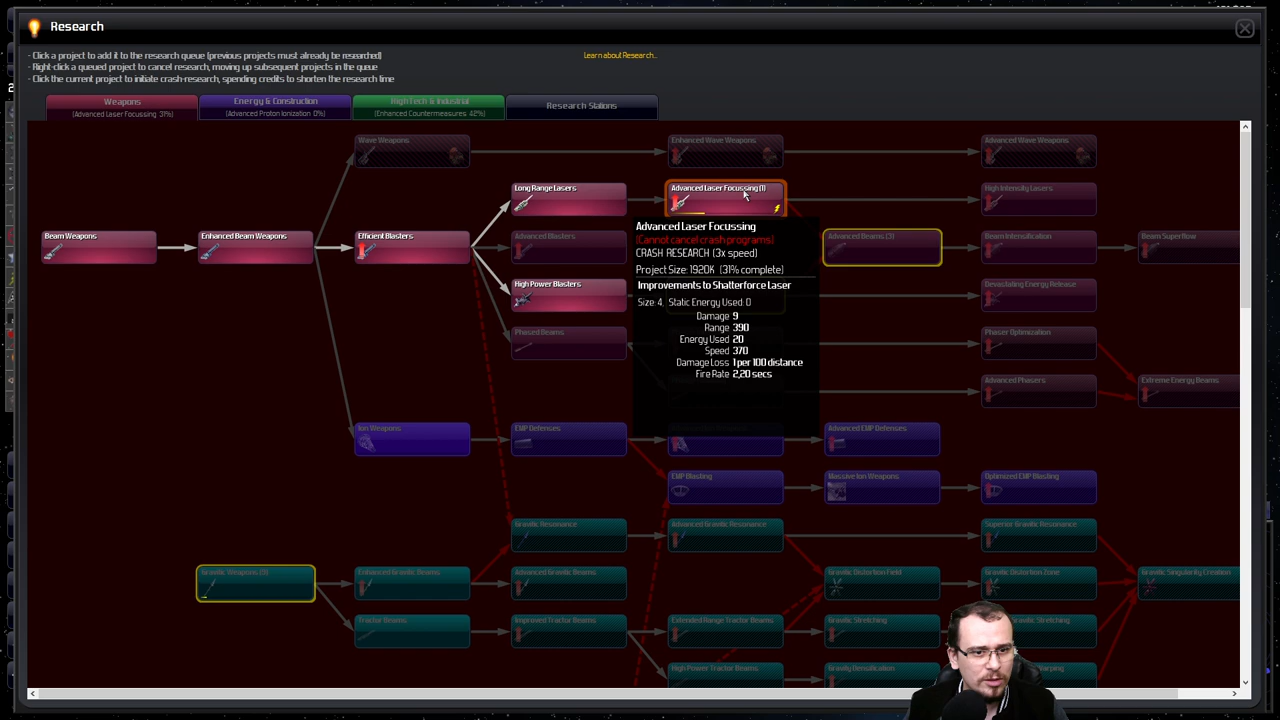 Research
- Click a project to add it to the research queue (previous projects must already be researched)
- Right-click a queued project to cancel research, moving up subsequent projects in the queue
- Click the current project to initiate crash-research, spending credits to shorten the research time
Learn about Research...
Weapons
(Advanced Laser Focussing 31%)
Energy & Construction
(Advanced Proton Ionization 0%)
HighTech & Industrial
(Enhanced Countermeasures: 42%)
Research Stations
Wave Weapons
Enhanced Wave Weapons
Advanced Wave Weapons
Long Range Lasers
Advanced Laser Focussing (1)
High Intensity Lasers
Beam Weapons
Enhanced Beam Weapons
Efficient Blasters
Advanced Blasters
Advanced Beams (3)
Beam Intensification
Beam Superflow
High Power Blasters
Devastating Energy Release
Phased Beams
Phaser Optimization
Advanced Phasers
Extreme Energy Beams
Advanced Laser Focussing
(Cannot cancel crash programs)
CRASH RESEARCH (3x speed)
Project Size: 1920K (31% complete)
Improvements to Shatterforce Laser
Size: 4, Static Energy Used: 0
Damage 9
Range 390
Energy Used 20
Speed 370
Damage Loss 1 per 100 distance
Fire Rate 2,20 secs
Ion Weapons
EMP Defenses
Advanced EMP Defenses
EMP Blasting
Massive Ion Weapons
Optimized EMP Blasting
Gravitic Resonance
Advanced Gravitic Resonance
Superior Gravitic Resonance
Enhanced Gravitic Beams
Advanced Gravitic Beams
Gravitic Distortion Field
Gravitic Distortion Zone
Gravitic Singularity Creation
Tractor Beams
Improved Tractor Beams
Extended Range Tractor Beams
Gravitic Stretching
Stretching
High Power Tractor Beams
Gravity Densification
Warping